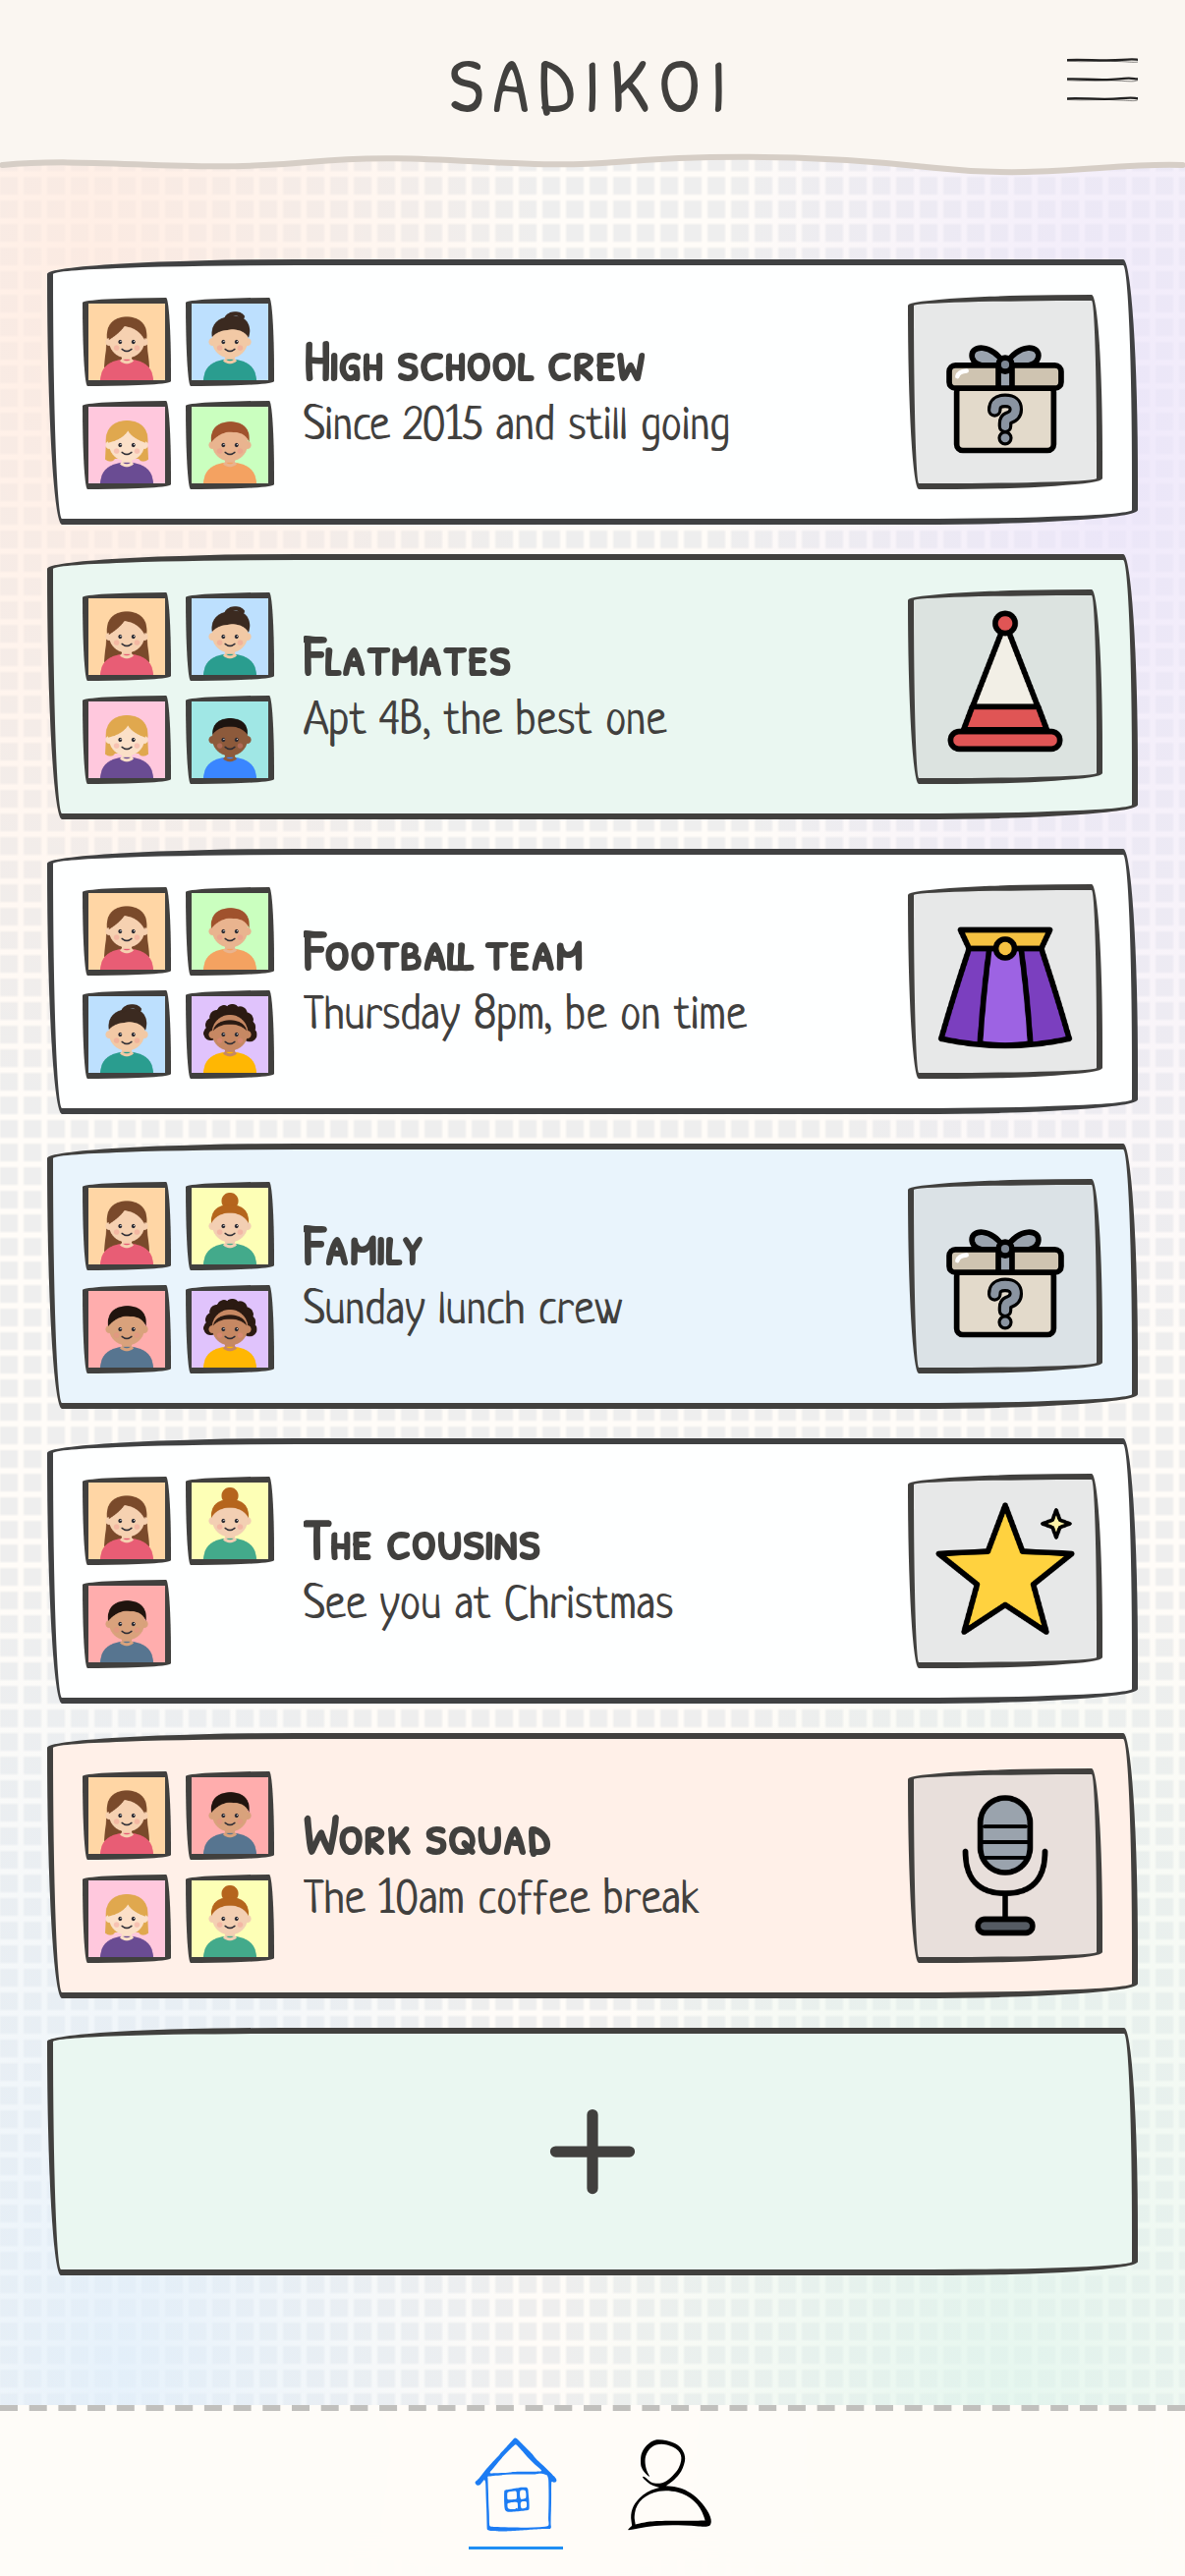 SADIKOI
High school crew
Since 2015 and still going
?
Flatmates
Apt 4B, the best one
Football team
Thursday 8pm, be on time
Family
Sunday lunch crew
?
The cousins
See you at Christmas
Work squad
The 10am coffee break
+